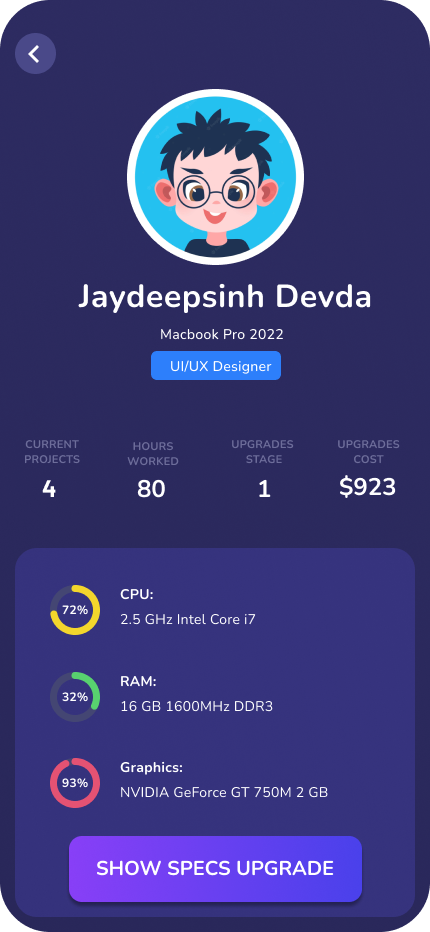 Jaydeepsinh Devda
Macbook Pro 2022
UI/UX Designer
CURRENT
PROJECTS
4
HOURS
WORKED
80
UPGRADES
STAGE
1
UPGRADES
COST
$923
72%
CPU:
2.5 GHz Intel Core i7
32%
RAM:
16 GB 1600MHz DDR3
93%
Graphics:
NVIDIA GeForce GT 750M 2 GB
SHOW SPECS UPGRADE